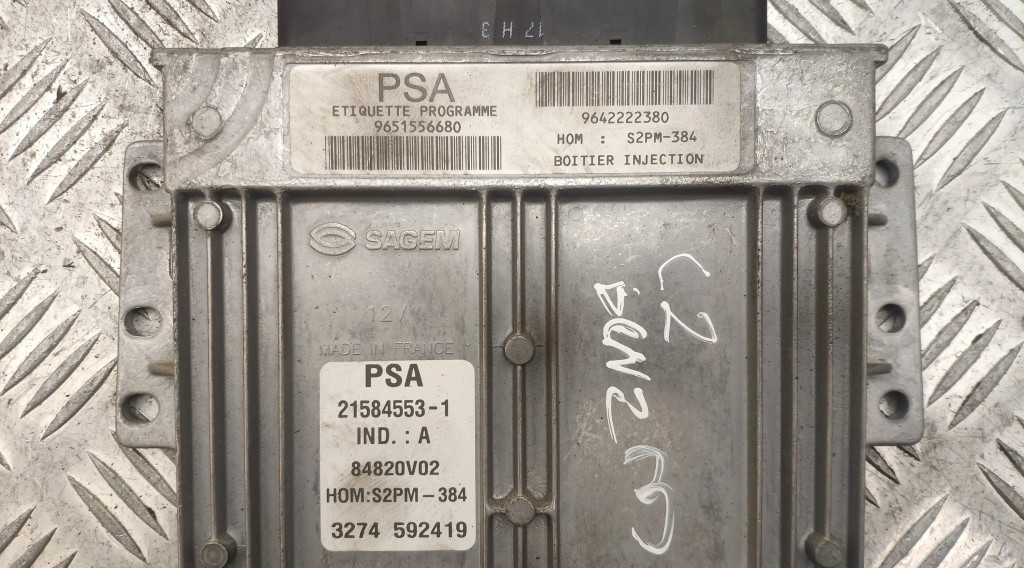 17 H 3
PSA
ETIQUETTE PROGRAMME
9651556680
9642222380
HOM : S2PM-384
BOITIER INJECTION
SAGEM
12
MADE IN FRANCE
PSA
21584553-1
IND. : A
84820V02
HOM:S2PM-384
3274 592419
C2